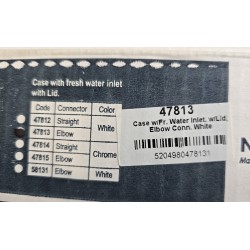 Case with fresh water inlet
with Lid.
Code Connector Color
47812 Straight White
47813 Elbow
47814 Straight Chrome
47815 Elbow
58131 Elbow White
47813
Case w/Fr. Water Inlet. w/Lid,
Elbow Conn. White
5204980478131
N
Ma